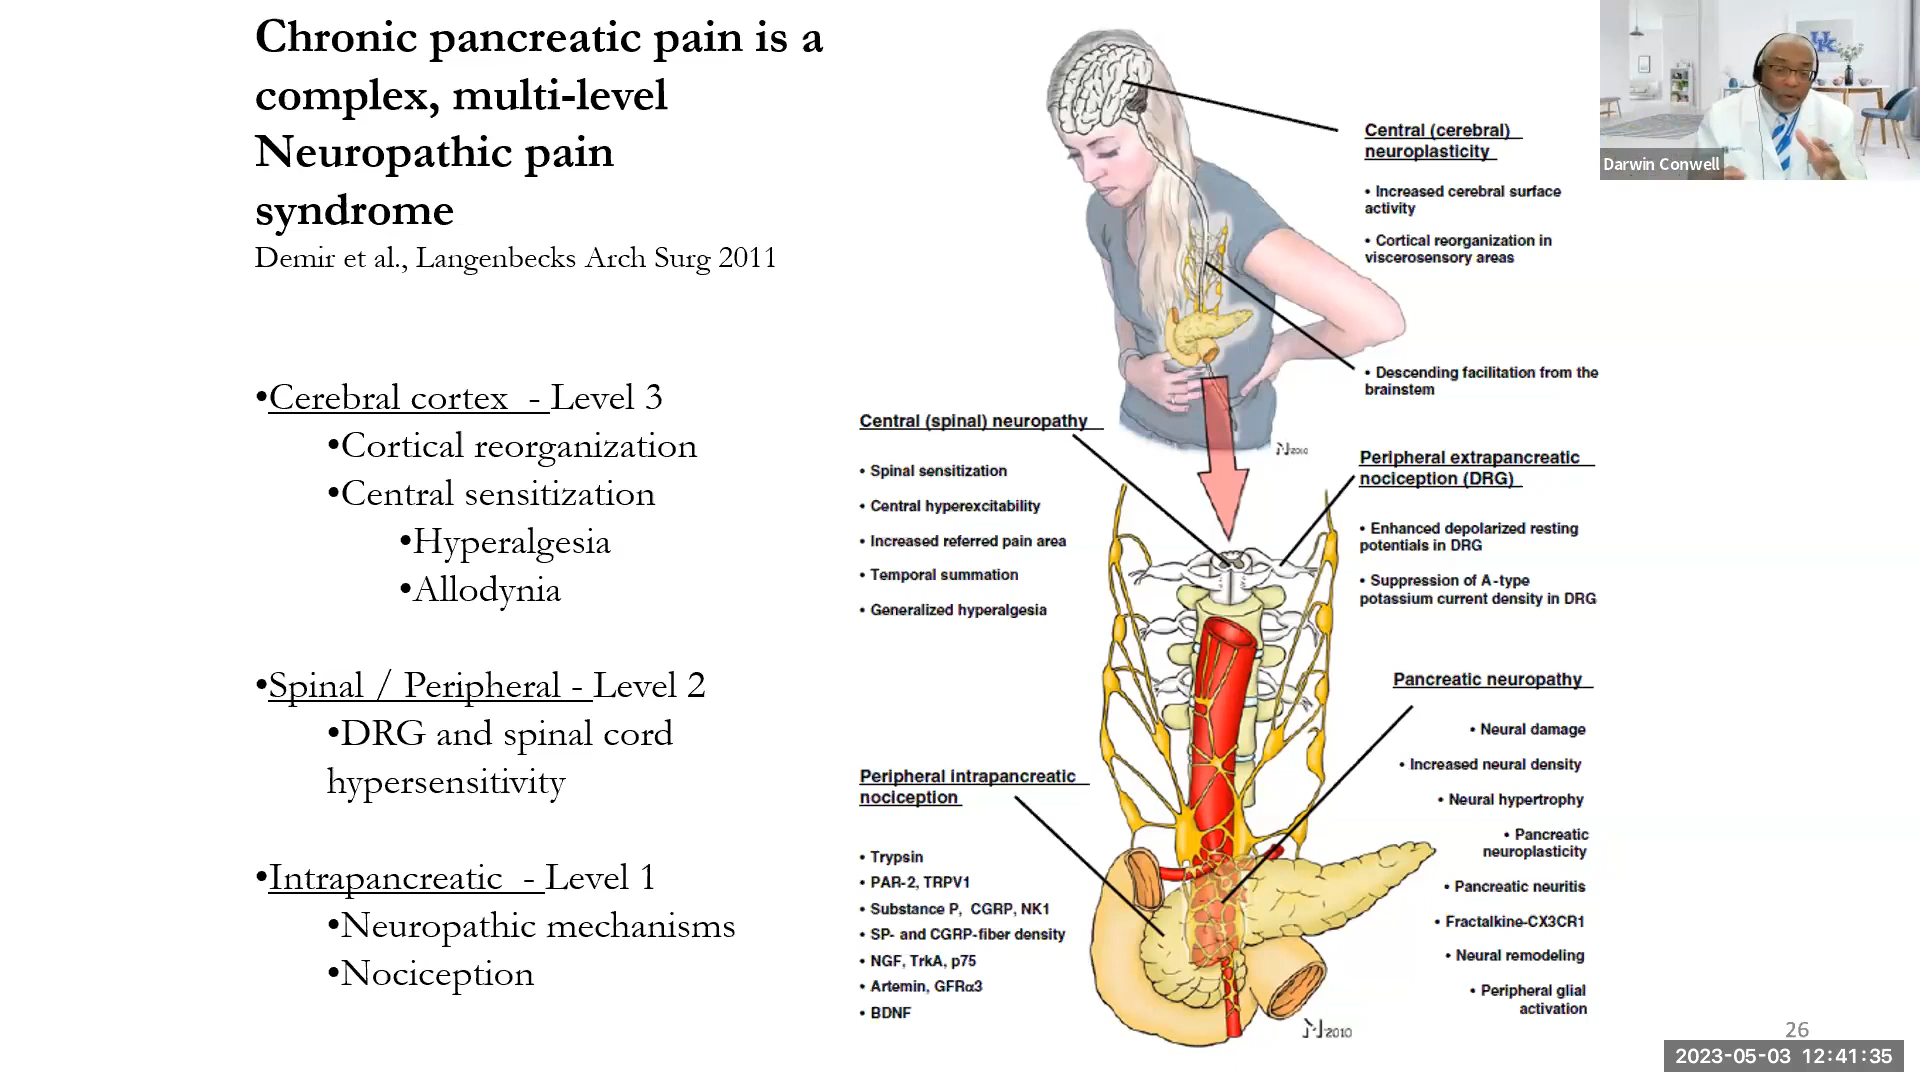 Chronic pancreatic pain is a
complex, multi-level
Neuropathic pain
syndrome
Demir et al., Langenbecks Arch Surg 2011
•Cerebral cortex - Level 3
•Cortical reorganization
•Central sensitization
•Hyperalgesia
•Allodynia
•Spinal / Peripheral - Level 2
•DRG and spinal cord
hypersensitivity
•Intrapancreatic - Level 1
•Neuropathic mechanisms
•Nociception
Central (cerebral)
neuroplasticity
• Increased cerebral surface
activity
• Cortical reorganization in
viscerosensory areas
• Descending facilitation from the
brainstem
Central (spinal) neuropathy
• Spinal sensitization
• Central hyperexcitability
• Increased referred pain area
• Temporal summation
• Generalized hyperalgesia
2010
Peripheral extrapancreatic
nociception (DRG)
• Enhanced depolarized resting
potentials in DRG
• Suppression of A-type
potassium current density in DRG
Peripheral intrapancreatic
nociception
• Trypsin
• PAR-2, TRPV1
• Substance P, CGRP, NK1
• SP- and CGRP-fiber density
• NGF, TrkA, p75
• Artemin, GFRα3
• BDNF
Pancreatic neuropathy
• Neural damage
• Increased neural density
• Neural hypertrophy
• Pancreatic
neuroplasticity
• Pancreatic neuritis
• Fractalkine-CX3CR1
• Neural remodeling
• Peripheral glial
activation
2010
UK
Darwin Conwell
26
2023-05-03 12:41:35